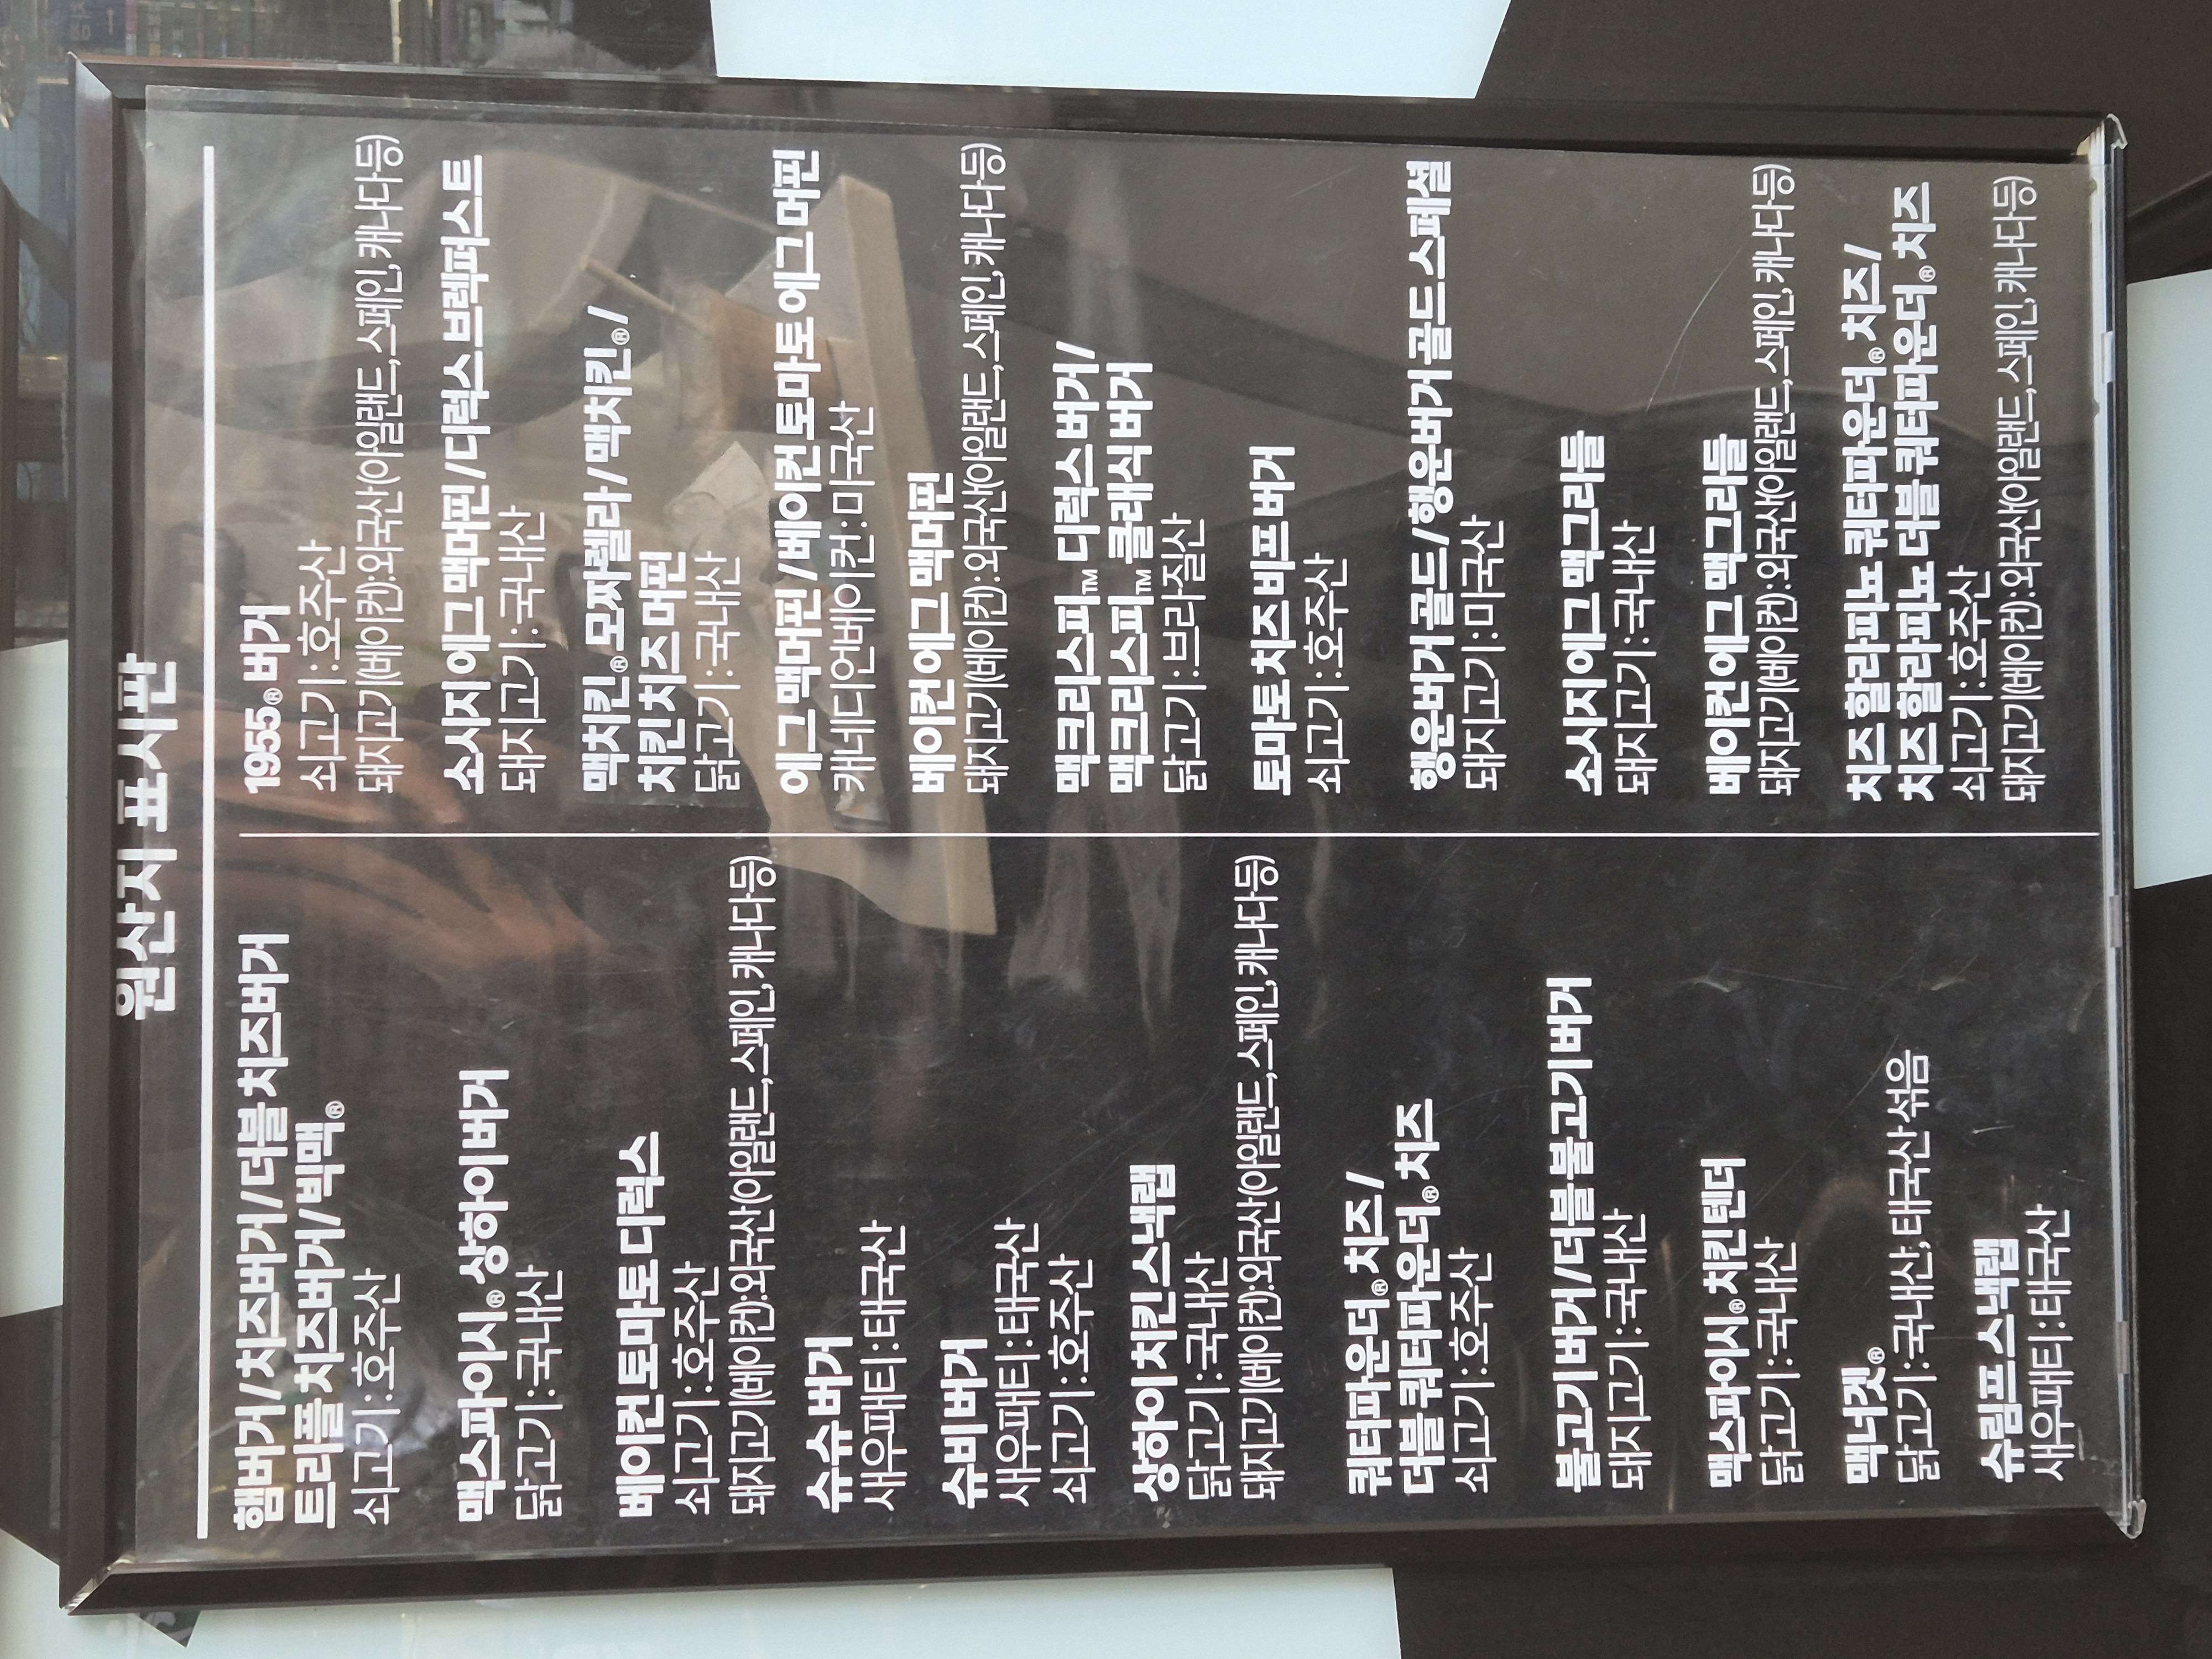 원산지 표시판
햄버거/치즈버거/더블 치즈버거
트리플 치즈버거/빅맥®
쇠고기:호주산
맥스파이시® 상하이 버거
닭고기:국내산
베이컨 토마토 디럭스
쇠고기:호주산
돼지고기(베이컨):외국산(아일랜드,스페인,캐나다등)
슈슈 버거
새우패티:태국산
슈비 버거
새우패티:태국산
쇠고기:호주산
상하이 치킨 스낵랩
닭고기:국내산
돼지고기(베이컨):외국산(아일랜드,스페인,캐나다등)
쿼터파운더® 치즈/
더블 쿼터파운더® 치즈
쇠고기:호주산
불고기 버거/더블 불고기 버거
돼지고기:국내산
맥스파이시® 치킨 텐더
닭고기:국내산
맥너겟®
닭고기:국내산, 태국산 섞음
슈림프 스낵랩
새우패티:태국산
1955® 버거
쇠고기:호주산
돼지고기(베이컨):외국산(아일랜드,스페인,캐나다등)
소시지 에그 맥머핀/디럭스 브렉퍼스트
돼지고기:국내산
맥치킨® 모짜렐라/맥치킨®/
치킨 치즈 머핀
닭고기:국내산
에그 맥머핀/베이컨 토마토 에그 머핀
캐네디언베이컨:미국산
베이컨 에그 맥머핀
돼지고기(베이컨):외국산(아일랜드,스페인,캐나다등)
맥크리스피™ 디럭스 버거/
맥크리스피™ 클래식 버거
닭고기:브라질산
토마토 치즈 비프 버거
쇠고기:호주산
행운버거 골드/행운버거 골드 스페셜
돼지고기:미국산
소시지 에그 맥그리들
돼지고기:국내산
베이컨 에그 맥그리들
돼지고기(베이컨):외국산(아일랜드,스페인,캐나다등)
치즈 할라피뇨 쿼터파운더® 치즈/
치즈 할라피뇨 더블 쿼터파운더® 치즈
쇠고기:호주산
돼지고기(베이컨):외국산(아일랜드,스페인,캐나다등)